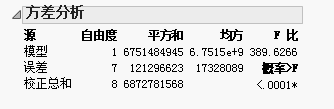 方差分析
源 自由度 平方和 均方 F 比
模型 1 6751484945 6.7515e+9 389.6266
误差 7 121296623 17328089 概率>F
校正总和 8 6872781568 <.0001*